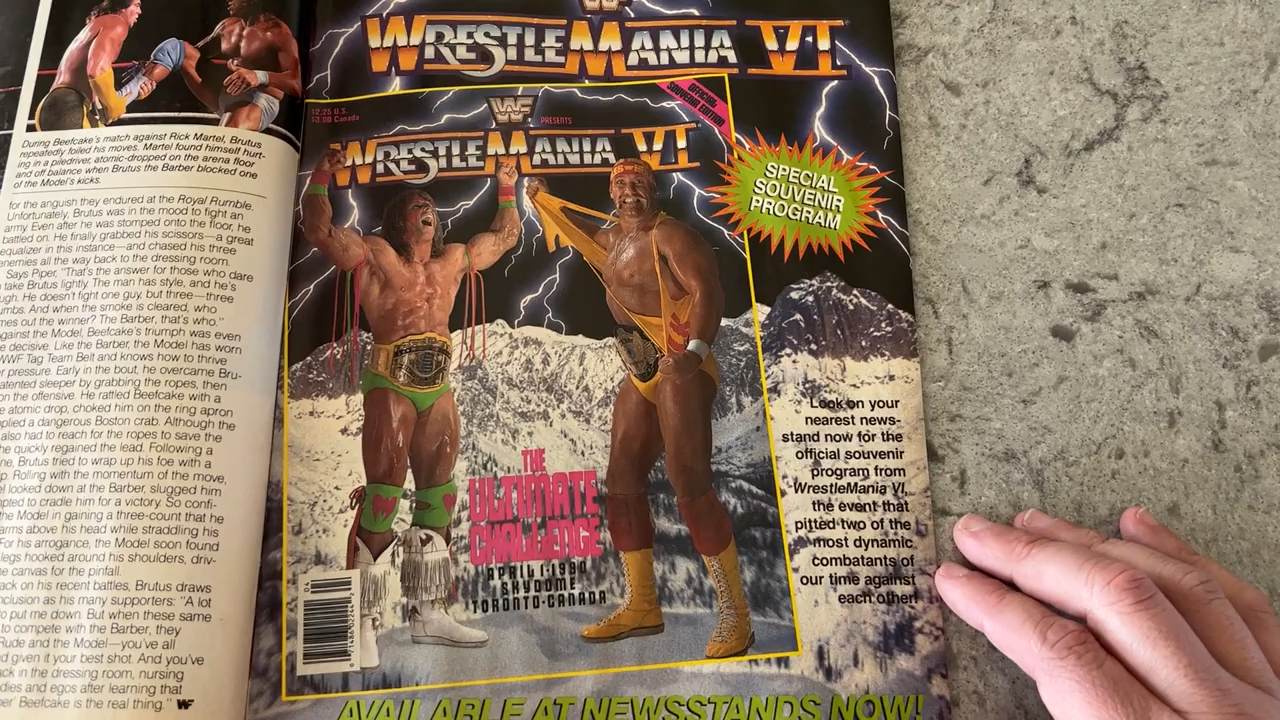 During Beefcake's match against Rick Martel, Brutus
repeatedly foiled his moves. Martel found himself hurt-
ing in a piledriver, atomic-dropped on the arena floor
and off balance when Brutus the Barber blocked one
of the Model's kicks.
for the anguish they endured at the Royal Rumble.
Unfortunately, Brutus was in the mood to fight an
army. Even after he was stomped onto the floor, he
battled on. He finally grabbed his scissors—a great
equalizer in this instance—and chased his three
enemies all the way back to the dressing room.
Says Piper, "That's the answer for those who dare
take Brutus lightly. The man has style, and he's
He doesn't fight one guy, but three—three
And when the smoke is cleared, who
out the winner? The Barber, that's who."
against the Model, Beefcake's triumph was even
decisive. Like the Barber, the Model has worn
WWF Tag Team Belt and knows how to thrive
pressure. Early in the bout, he overcame Bru-
patented sleeper by grabbing the ropes, then
on the offensive. He rattled Beefcake with a
atomic drop, choked him on the ring apron
applied a dangerous Boston crab. Although the
also had to reach for the ropes to save the
he quickly regained the lead. Following a
Brutus tried to wrap up his foe with a
Rolling with the momentum of the move,
looked down at the Barber, slugged him
to cradle him for a victory. So confi-
the Model in gaining a three-count that he
arms above his head while straddling his
For his arrogance, the Model soon found
legs hooked around his shoulders, driv-
the canvas for the pinfall.
back on his recent battles, Brutus draws
as his many supporters: "A lot
to put me down. But when these same
to compete with the Barber, they
Rude and the Model—you've all
given it your best shot. And you've
back in the dressing room, nursing
and egos after learning that
Beefcake is the real thing." WF
WRESTLEMANIA VI
$2.25 U.S.
$3.00 Canada
WF
PRESENTS
OFFICIAL
SOUVENIR EDITION
WRESTLEMANIA VI
SPECIAL
SOUVENIR
PROGRAM
THE
ULTIMATE
CHALLENGE
APRIL 1·1990
SKYDOME
TORONTO·CANADA
Look on your
nearest news-
stand now for the
official souvenir
program from
WrestleMania VI,
the event that
pitted two of the
most dynamic
combatants of
our time against
each other!
AVAILABLE AT NEWSSTANDS NOW!